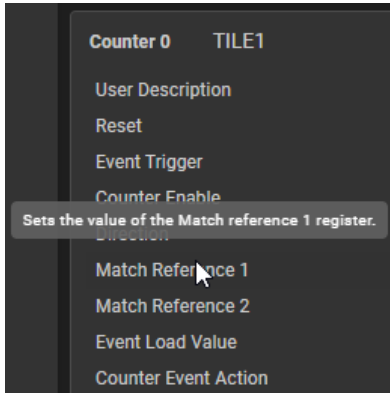 Counter 0 TILE1
User Description
Reset
Event Trigger
Counter Enable
Sets the value of the Match reference 1 register.
Direction
Match Reference 1
Match Reference 2
Event Load Value
Counter Event Action